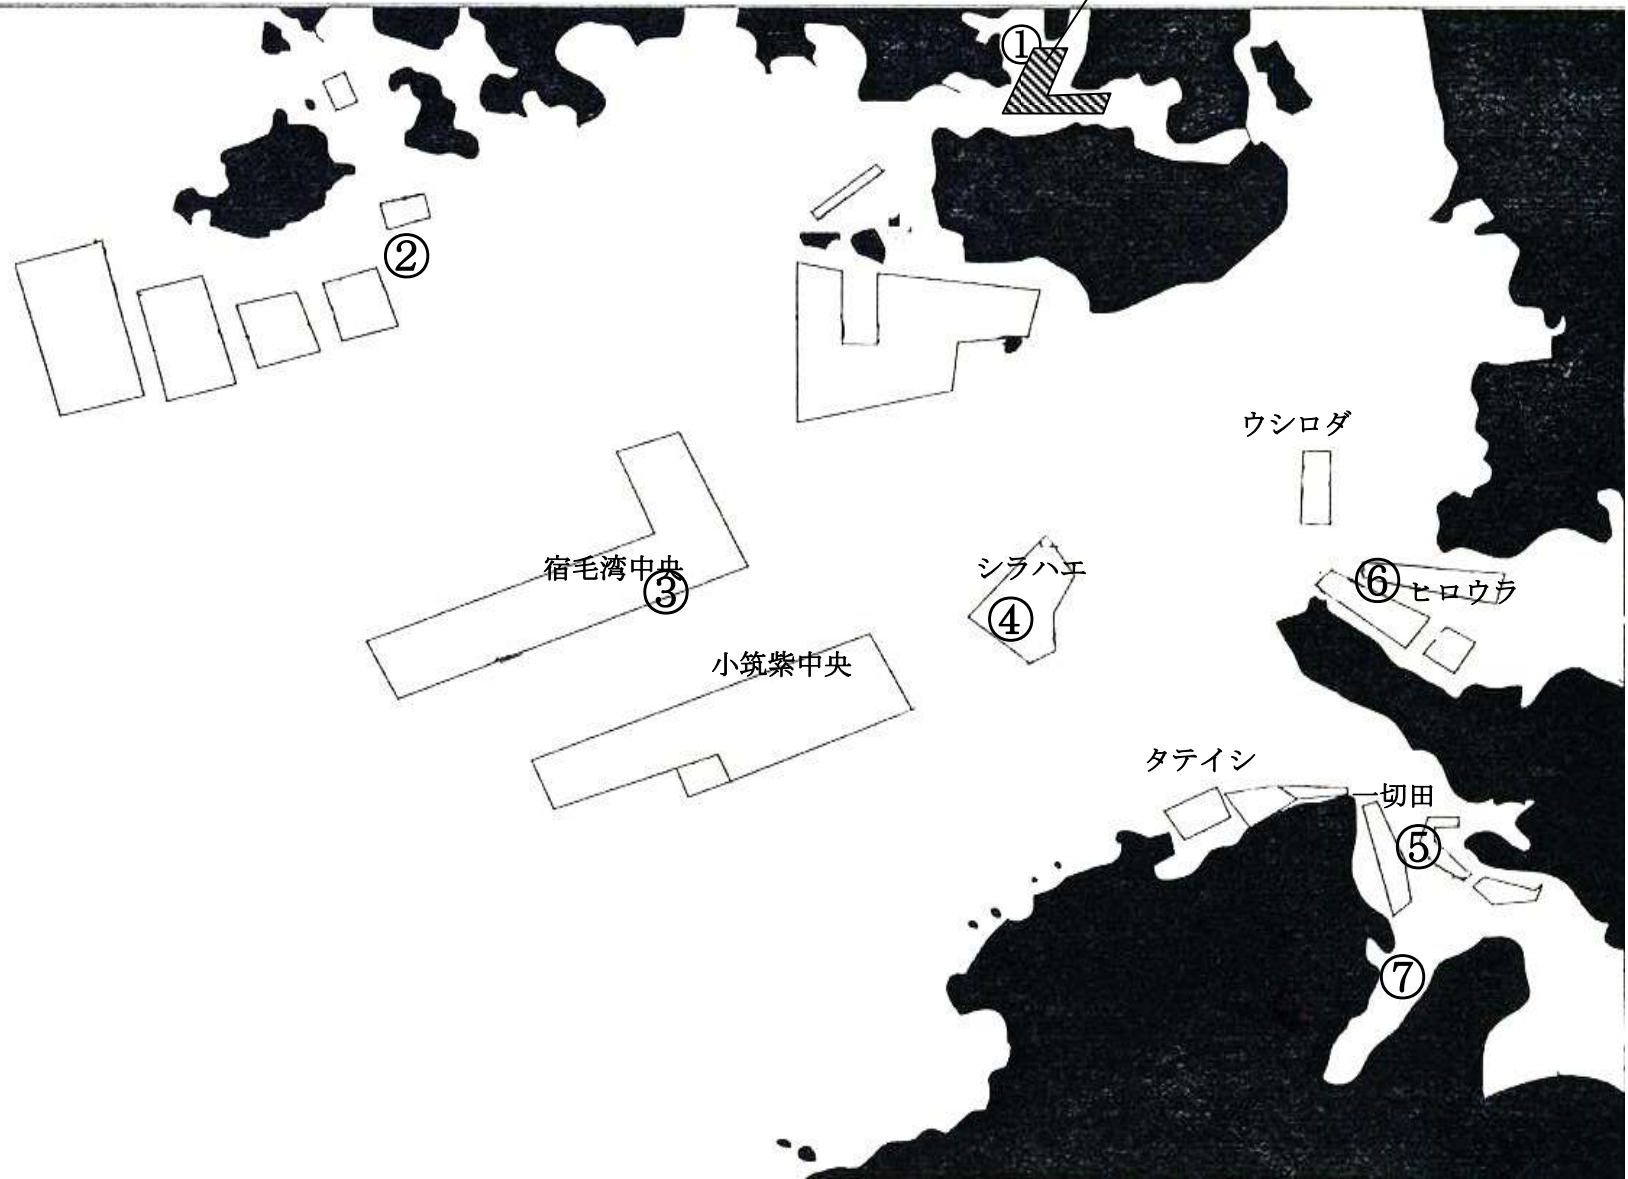 ①
②
ウシロダ
宿毛湾中央
③
シラハエ
④
⑥
ヒロウラ
小筑紫中央
タテイシ
一切田
⑤
⑦